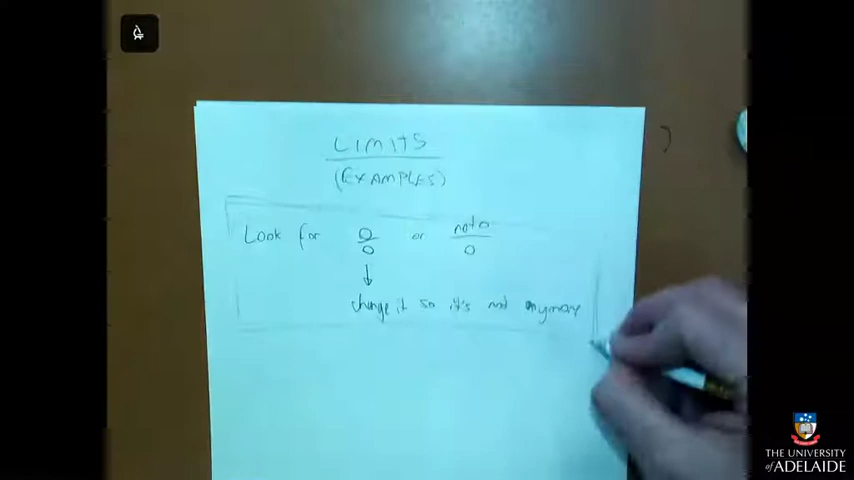 LIMITS
(EXAMPLES)
Look for 0/0 or not 0/0
↓
change it so it's not anymore
THE UNIVERSITY
of ADELAIDE